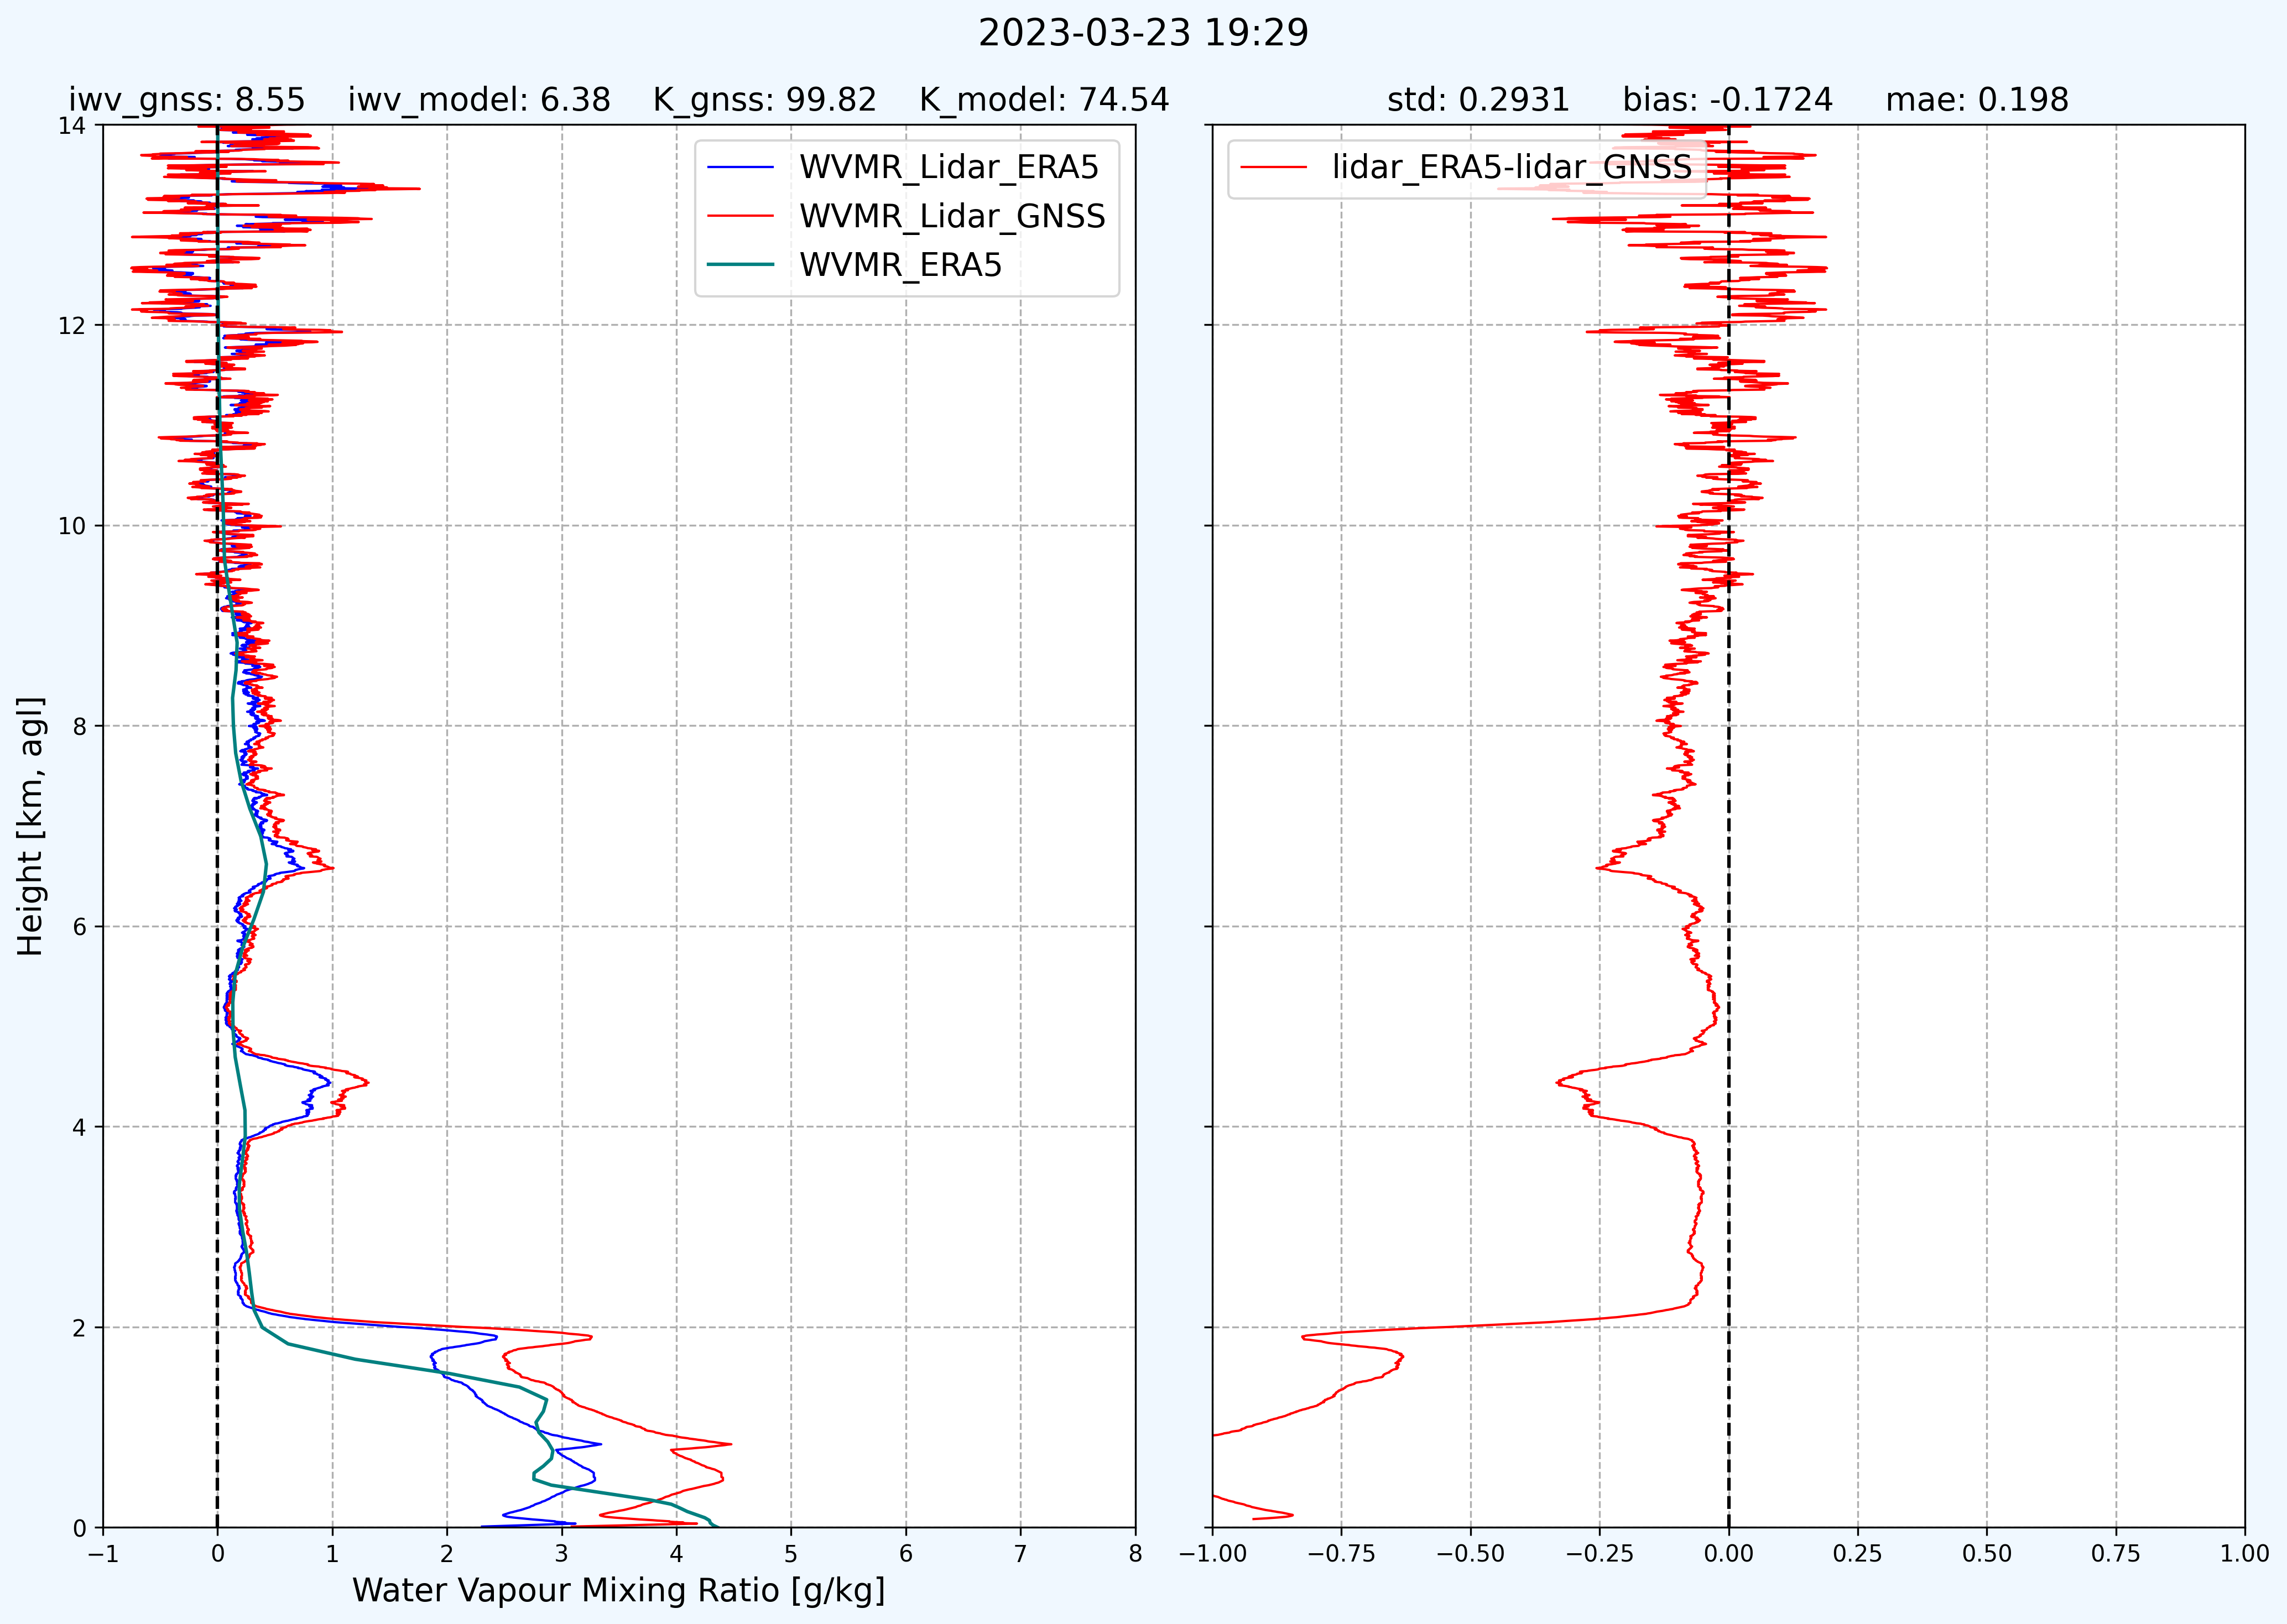 2023-03-23 19:29
iwv_gnss: 8.55 iwv_model: 6.38 K_gnss: 99.82 K_model: 74.54
std: 0.2931 bias: -0.1724 mae: 0.198
WVMR_Lidar_ERA5
WVMR_Lidar_GNSS
WVMR_ERA5
lidar_ERA5-lidar_GNSS
Height [km, agl]
14
12
10
8
6
4
2
0
−1 0 1 2 3 4 5 6 7 8
Water Vapour Mixing Ratio [g/kg]
−1.00 −0.75 −0.50 −0.25 0.00 0.25 0.50 0.75 1.00